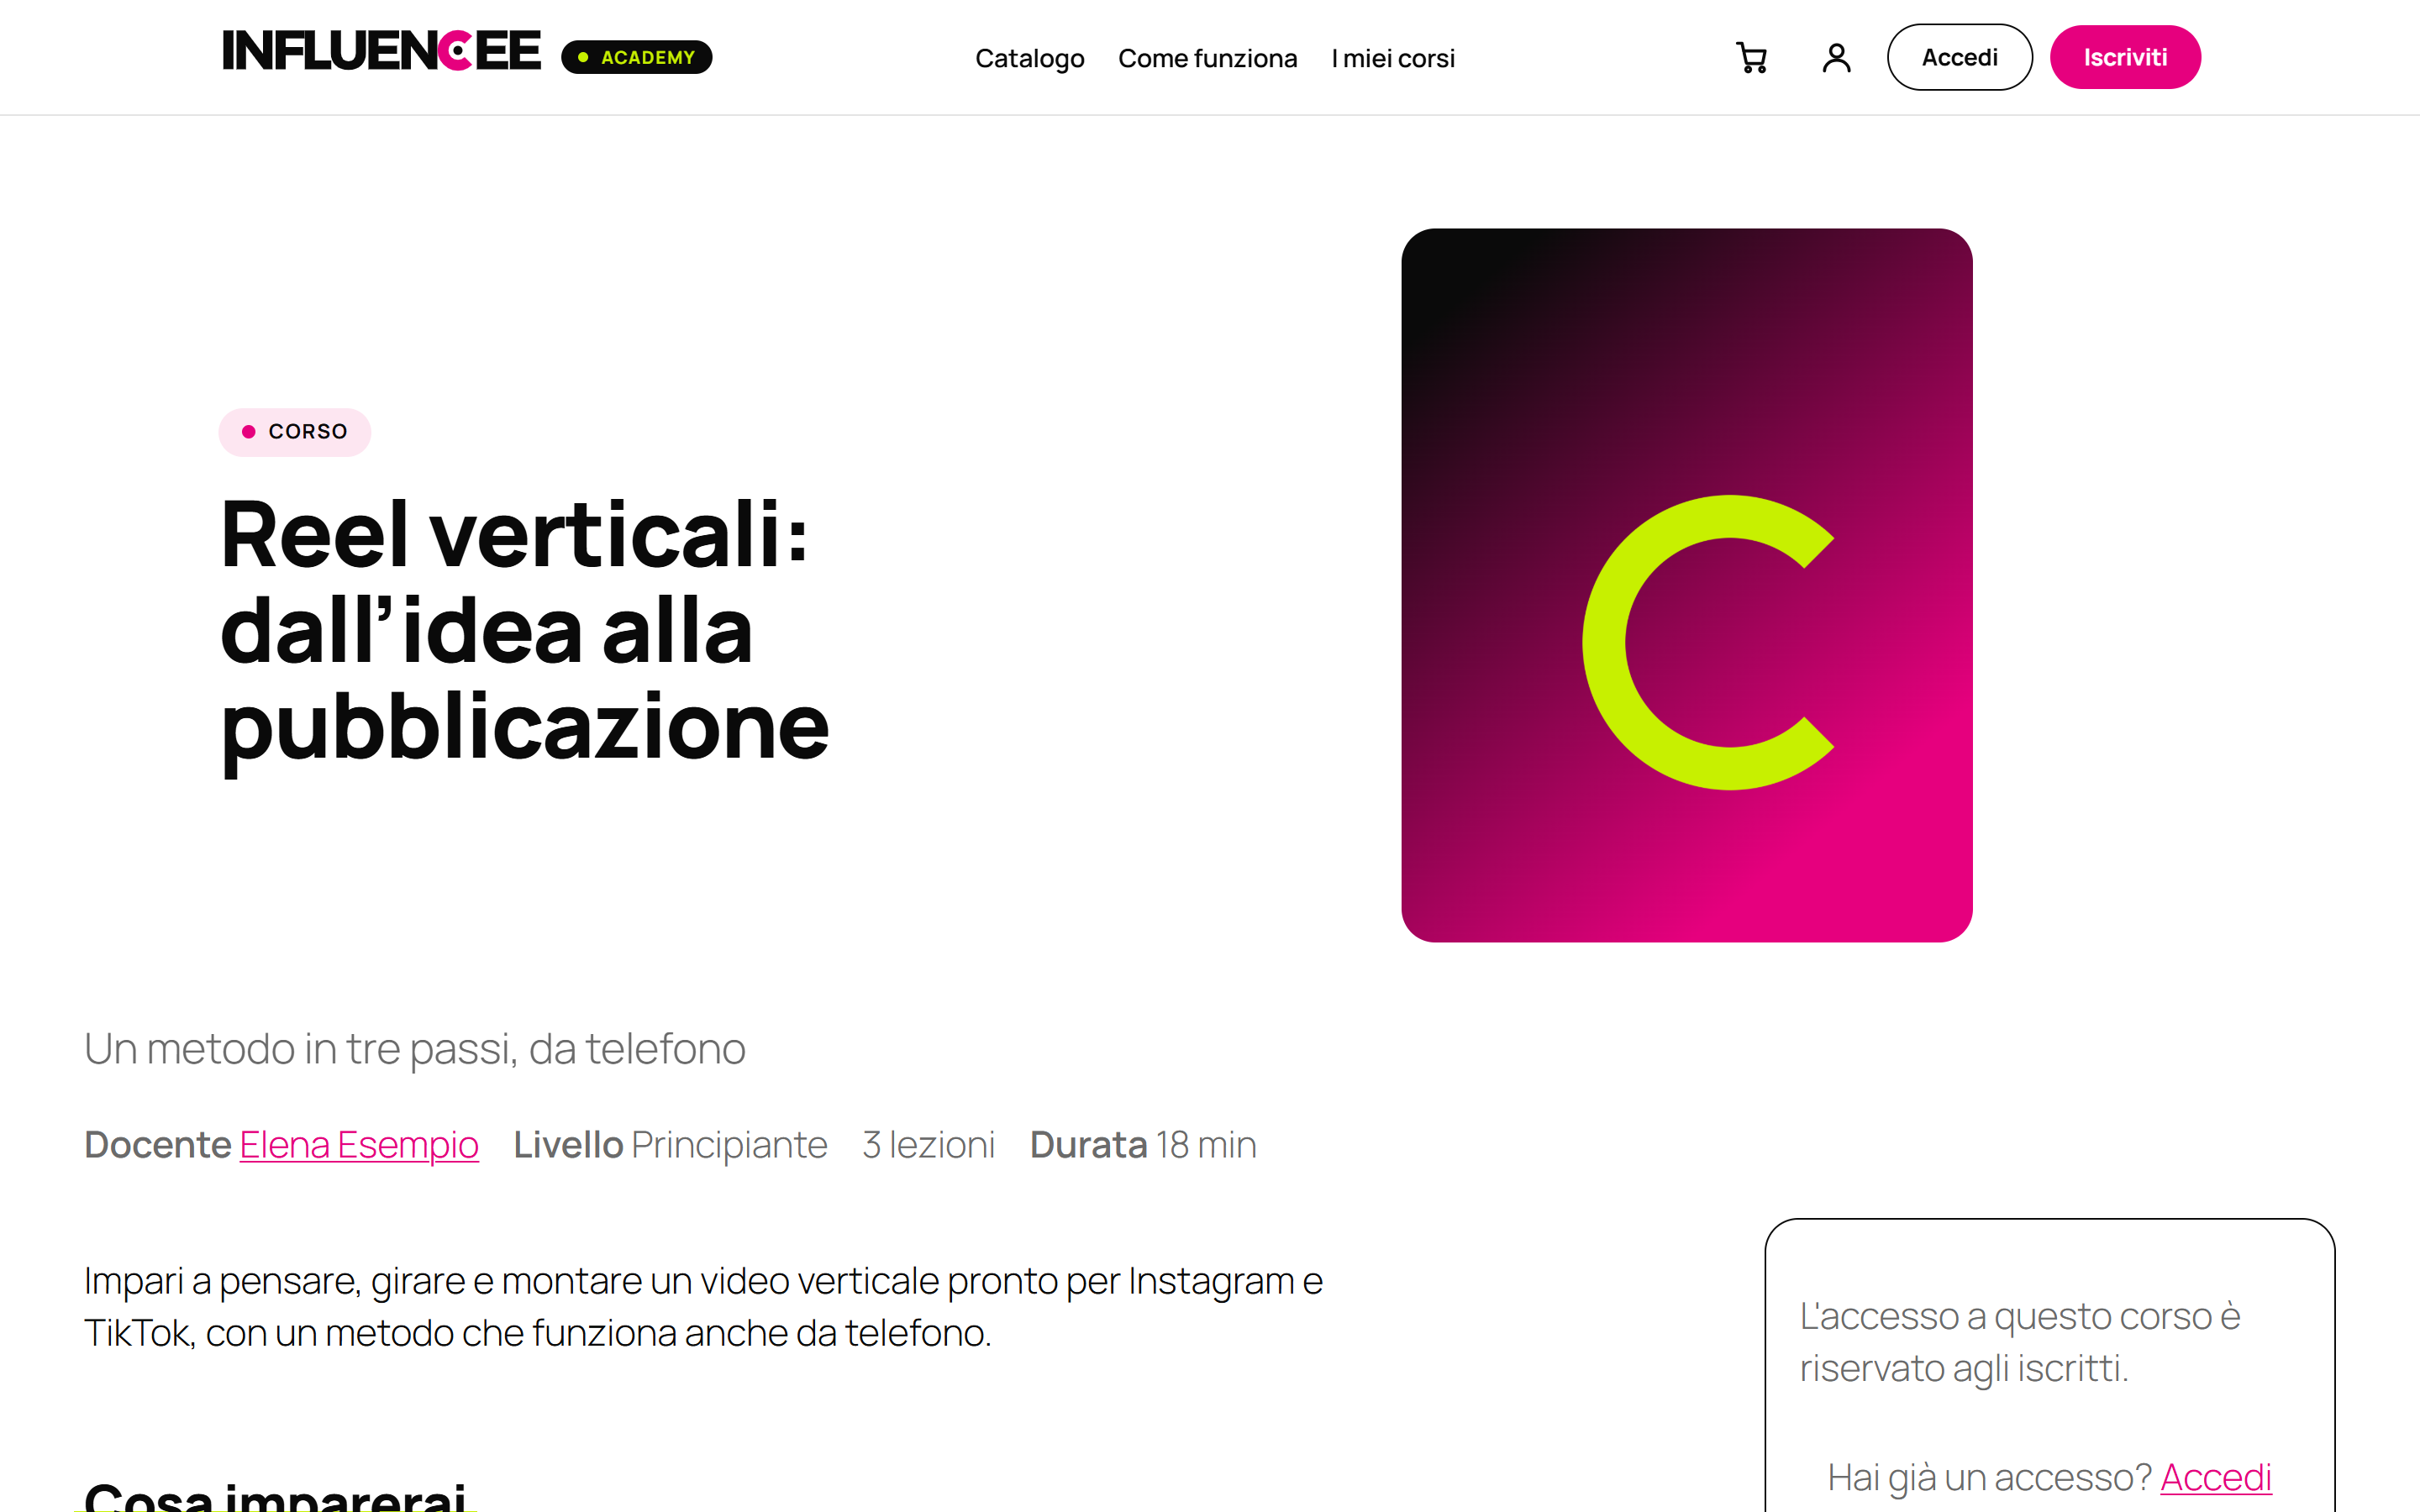 INFLUENCEE ACADEMY Catalogo Come funziona I miei corsi Accedi Iscriviti
CORSO
Reel verticali:
dall’idea alla
pubblicazione
C
Un metodo in tre passi, da telefono
Docente Elena Esempio Livello Principiante 3 lezioni Durata 18 min
Impari a pensare, girare e montare un video verticale pronto per Instagram e
TikTok, con un metodo che funziona anche da telefono.
L'accesso a questo corso è
riservato agli iscritti.
Hai già un accesso? Accedi
Cosa imparerai